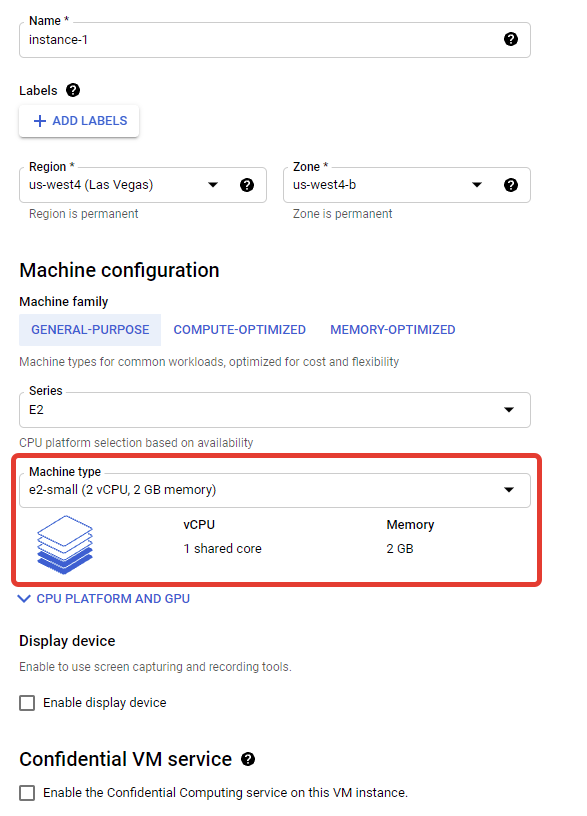 Name *
instance-1
Labels
ADD LABELS
Region *
us-west4 (Las Vegas)
Region is permanent
Zone *
us-west4-b
Zone is permanent
Machine configuration
Machine family
GENERAL-PURPOSE COMPUTE-OPTIMIZED MEMORY-OPTIMIZED
Machine types for common workloads, optimized for cost and flexibility
Series
E2
CPU platform selection based on availability
Machine type
e2-small (2 vCPU, 2 GB memory)
vCPU Memory
1 shared core 2 GB
CPU PLATFORM AND GPU
Display device
Enable to use screen capturing and recording tools.
Enable display device
Confidential VM service
Enable the Confidential Computing service on this VM instance.